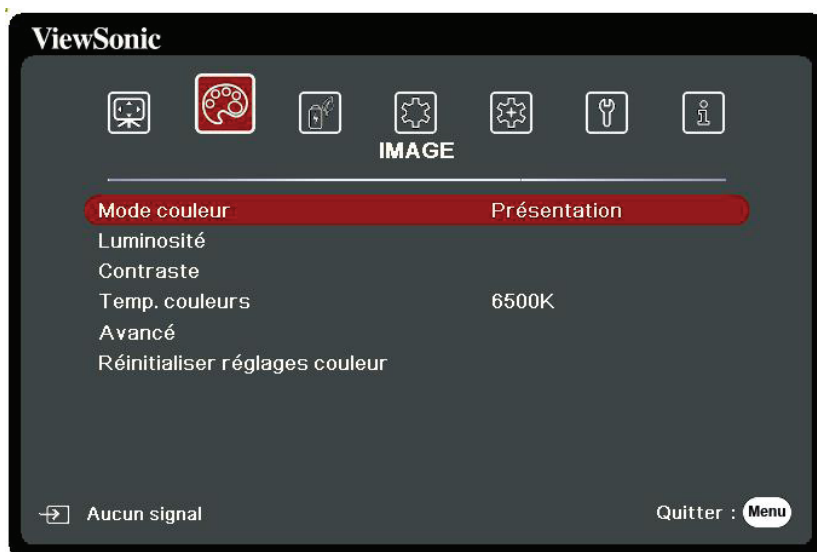 ViewSonic
IMAGE
Mode couleur Présentation
Luminosité
Contraste
Temp. couleurs 6500K
Avancé
Réinitialiser réglages couleur
Aucun signal Quitter : Menu